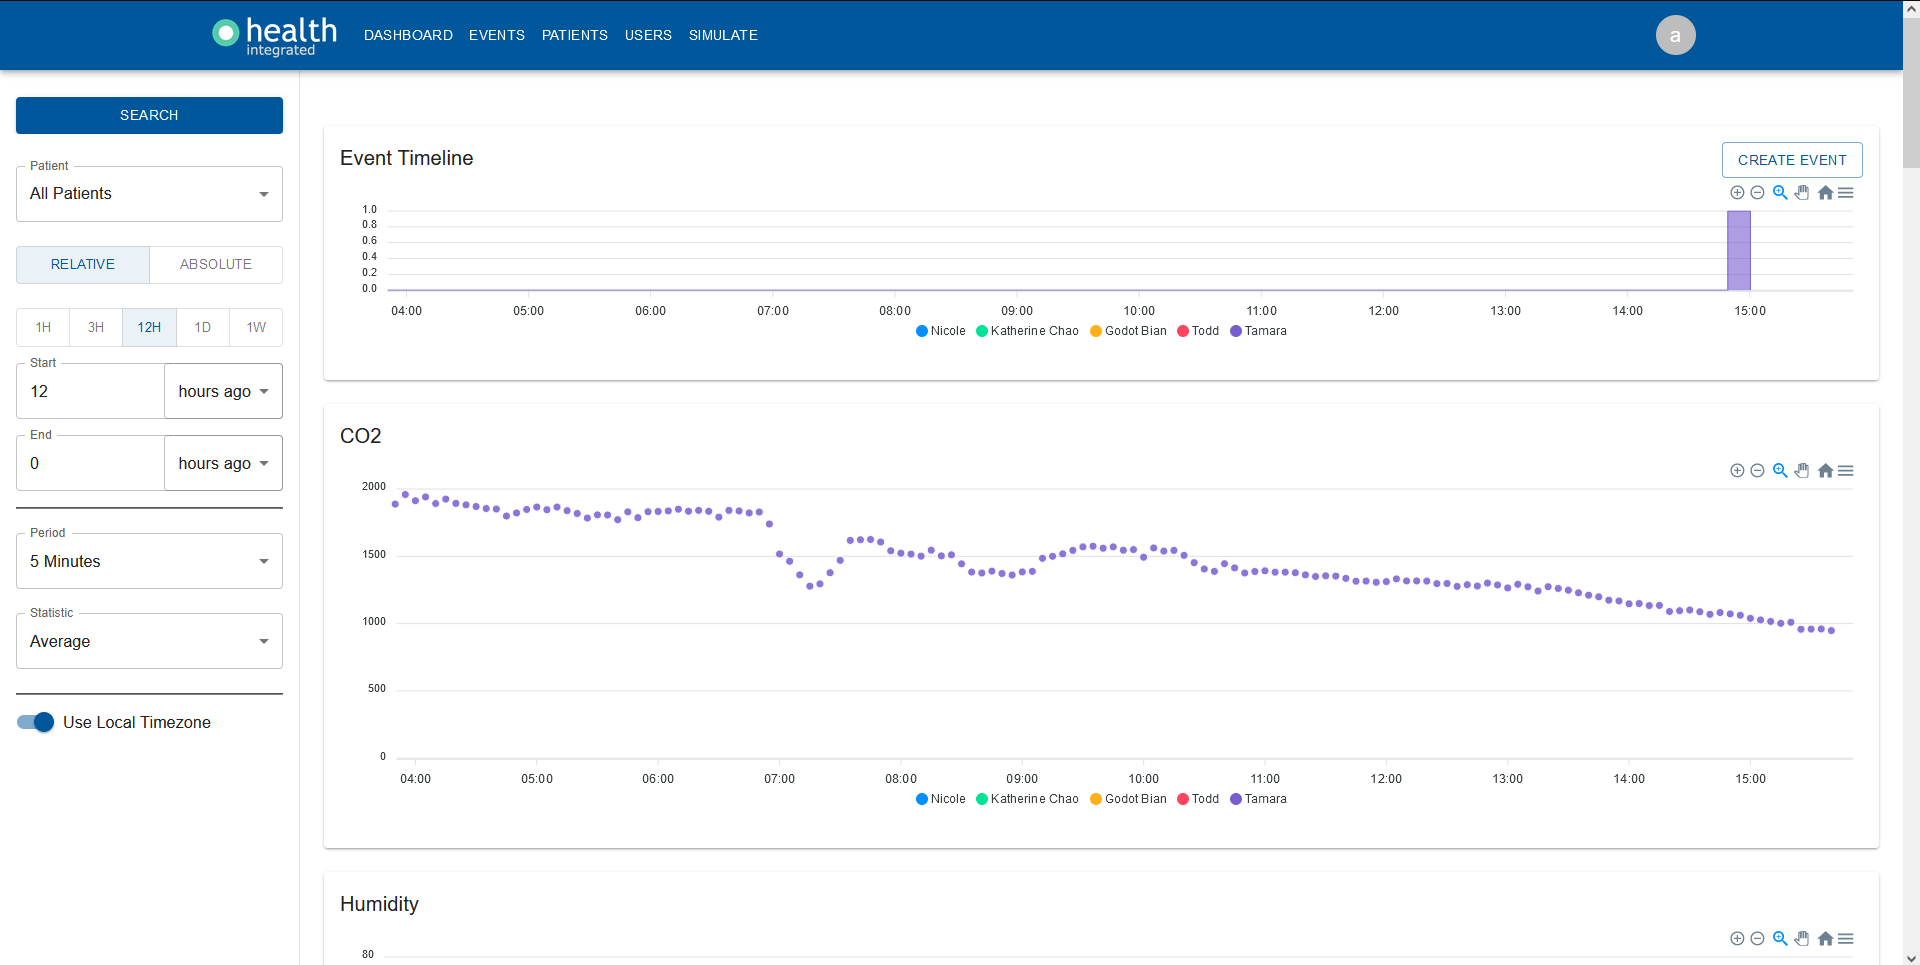 health
integrated
DASHBOARD EVENTS PATIENTS USERS SIMULATE
a
SEARCH
Patient
All Patients
RELATIVE ABSOLUTE
1H 3H 12H 1D 1W
Start
12 hours ago
End
0 hours ago
Period
5 Minutes
Statistic
Average
Use Local Timezone
Event Timeline
CREATE EVENT
1.0
0.8
0.6
0.4
0.2
0.0
04:00 05:00 06:00 07:00 08:00 09:00 10:00 11:00 12:00 13:00 14:00 15:00
Nicole Katherine Chao Godot Bian Todd Tamara
CO2
2000
1500
1000
500
0
04:00 05:00 06:00 07:00 08:00 09:00 10:00 11:00 12:00 13:00 14:00 15:00
Nicole Katherine Chao Godot Bian Todd Tamara
Humidity
80